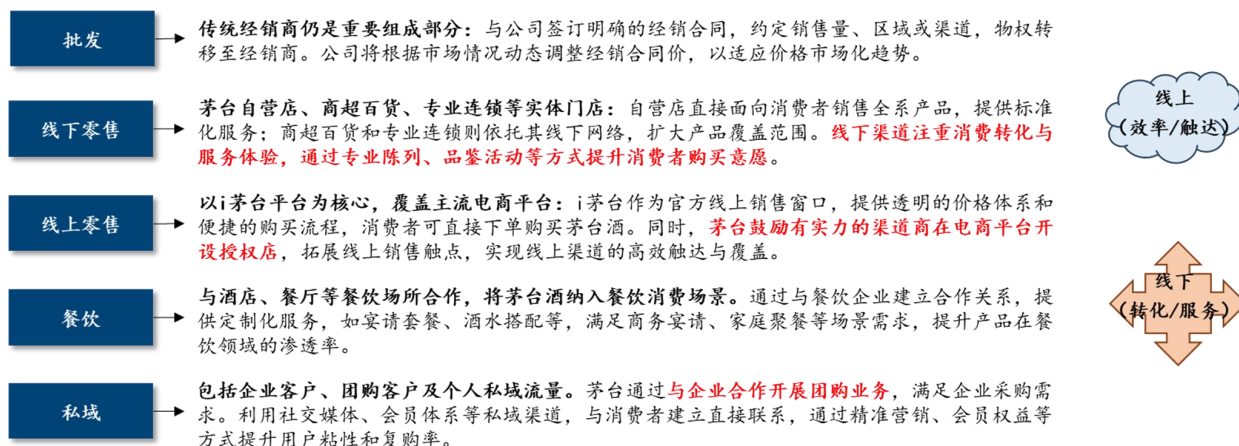 批发
传统经销商仍是重要组成部分：与公司签订明确的经销合同，约定销售量、区域或渠道，物权转
移至经销商。公司将根据市场情况动态调整经销合同价，以适应价格市场化趋势。
线下零售
茅台自营店、商超百货、专业连锁等实体门店：自营店直接面向消费者销售全系产品，提供标准
化服务；商超百货和专业连锁则依托其线下网络，扩大产品覆盖范围。线下渠道注重消费转化与
服务体验，通过专业陈列、品鉴活动等方式提升消费者购买意愿。
线上零售
以i茅台平台为核心，覆盖主流电商平台：i茅台作为官方线上销售窗口，提供透明的价格体系和
便捷的购买流程，消费者可直接下单购买茅台酒。同时，茅台鼓励有实力的渠道商在电商平台开
设授权店，拓展线上销售触点，实现线上渠道的高效触达与覆盖。
餐饮
与酒店、餐厅等餐饮场所合作，将茅台酒纳入餐饮消费场景。通过与餐饮企业建立合作关系，提
供定制化服务，如宴请套餐、酒水搭配等，满足商务宴请、家庭聚餐等场景需求，提升产品在餐
饮领域的渗透率。
私域
包括企业客户、团购客户及个人私域流量。茅台通过与企业合作开展团购业务，满足企业采购需
求。利用社交媒体、会员体系等私域渠道，与消费者建立直接联系，通过精准营销、会员权益等
方式提升用户粘性和复购率。
线上
（效率/触达）
线下
（转化/服务）